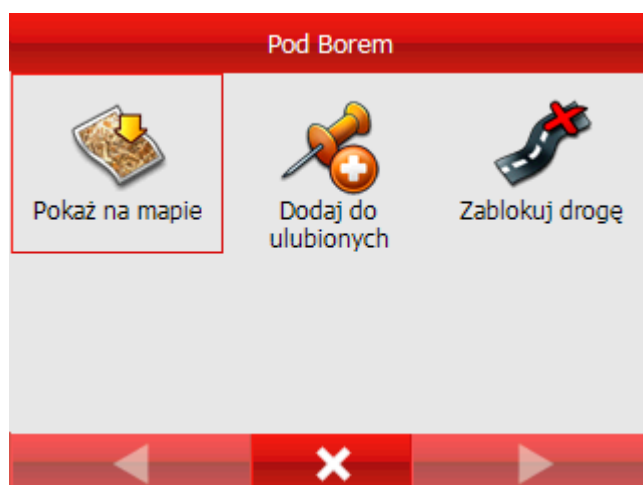 Pod Borem
Pokaż na mapie
Dodaj do
ulubionych
Zablokuj drogę